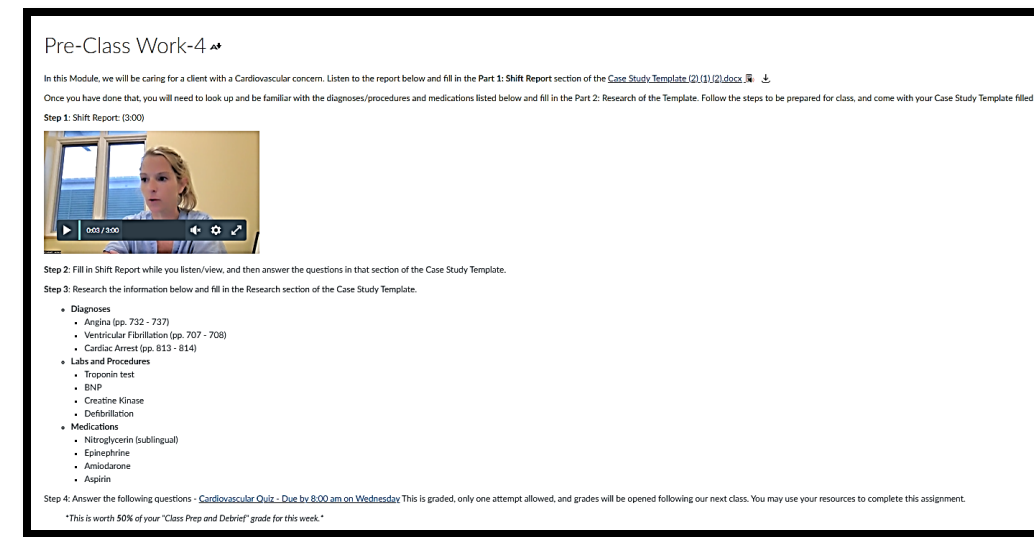 Pre-Class Work-4
In this Module, we will be caring for a client with a Cardiovascular concern. Listen to the report below and fill in the Part 1: Shift Report section of the Case Study Template (2) (1) (2).docx
Once you have done that, you will need to look up and be familiar with the diagnoses/procedures and medications listed below and fill in the Part 2: Research of the Template. Follow the steps to be prepared for class, and come with your Case Study Template filled
Step 1: Shift Report: (3:00)
0:03 / 3:00
Step 2: Fill in Shift Report while you listen/view, and then answer the questions in that section of the Case Study Template.
Step 3: Research the information below and fill in the Research section of the Case Study Template.
Diagnoses
Angina (pp. 732 - 737)
Ventricular Fibrillation (pp. 707 - 708)
Cardiac Arrest (pp. 813 - 814)
Labs and Procedures
Troponin test
BNP
Creatine Kinase
Defibrillation
Medications
Nitroglycerin (sublingual)
Epinephrine
Amiodarone
Aspirin
Step 4: Answer the following questions - Cardiovascular Quiz - Due by 8:00 am on Wednesday This is graded, only one attempt allowed, and grades will be opened following our next class. You may use your resources to complete this assignment.
*This is worth 50% of your "Class Prep and Debrief" grade for this week.*